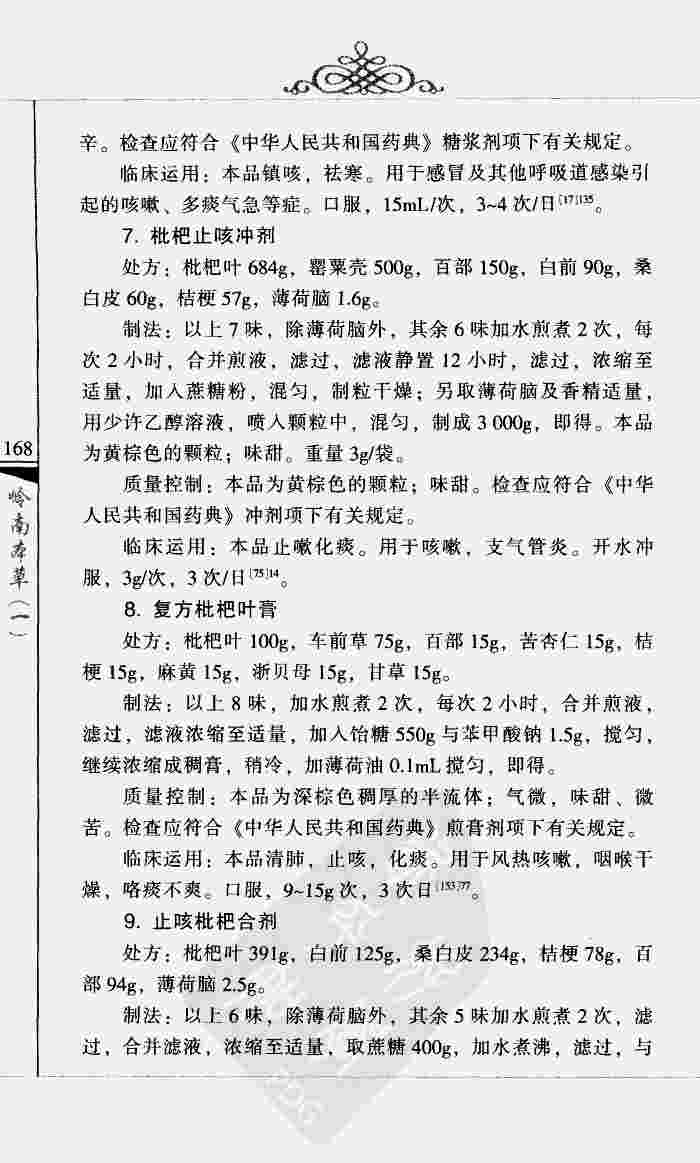 辛。检查应符合《中华人民共和国药典》糖浆剂项下有关规定。
临床运用：本品镇咳，祛寒。用于感冒及其他呼吸道感染引
起的咳嗽、多痰气急等症。口服，15mL/次，3~4 次/日[17]135。
7. 枇杷止咳冲剂
处方：枇杷叶 684g，罂粟壳 500g，百部 150g，白前 90g，桑
白皮 60g，桔梗 57g，薄荷脑 1.6g。
制法：以上 7 味，除薄荷脑外，其余 6 味加水煎煮 2 次，每
次 2 小时，合并煎液，滤过，滤液静置 12 小时，滤过，浓缩至
适量，加入蔗糖粉，混匀，制粒干燥；另取薄荷脑及香精适量，
用少许乙醇溶液，喷入颗粒中，混匀，制成 3 000g，即得。本品
为黄棕色的颗粒；味甜。重量 3g/袋。
质量控制：本品为黄棕色的颗粒；味甜。检查应符合《中华
人民共和国药典》冲剂项下有关规定。
临床运用：本品止嗽化痰。用于咳嗽，支气管炎。开水冲
服，3g/次，3 次/日[75]14。
8. 复方枇杷叶膏
处方：枇杷叶 100g，车前草 75g，百部 15g，苦杏仁 15g，桔
梗 15g，麻黄 15g，浙贝母 15g，甘草 15g。
制法：以上 8 味，加水煎煮 2 次，每次 2 小时，合并煎液，
滤过，滤液浓缩至适量，加入饴糖 550g 与苯甲酸钠 1.5g，搅匀，
继续浓缩成稠膏，稍冷，加薄荷油 0.1mL 搅匀，即得。
质量控制：本品为深棕色稠厚的半流体；气微，味甜、微
苦。检查应符合《中华人民共和国药典》煎膏剂项下有关规定。
临床运用：本品清肺，止咳，化痰。用于风热咳嗽，咽喉干
燥，咯痰不爽。口服，9~15g 次，3 次日[153]77。
9. 止咳枇杷合剂
处方：枇杷叶 391g，白前 125g，桑白皮 234g，桔梗 78g，百
部 94g，薄荷脑 2.5g。
制法：以上 6 味，除薄荷脑外，其余 5 味加水煎煮 2 次，滤
过，合并滤液，浓缩至适量，取蔗糖 400g，加水煮沸，滤过，与
168
岭南本草（一）